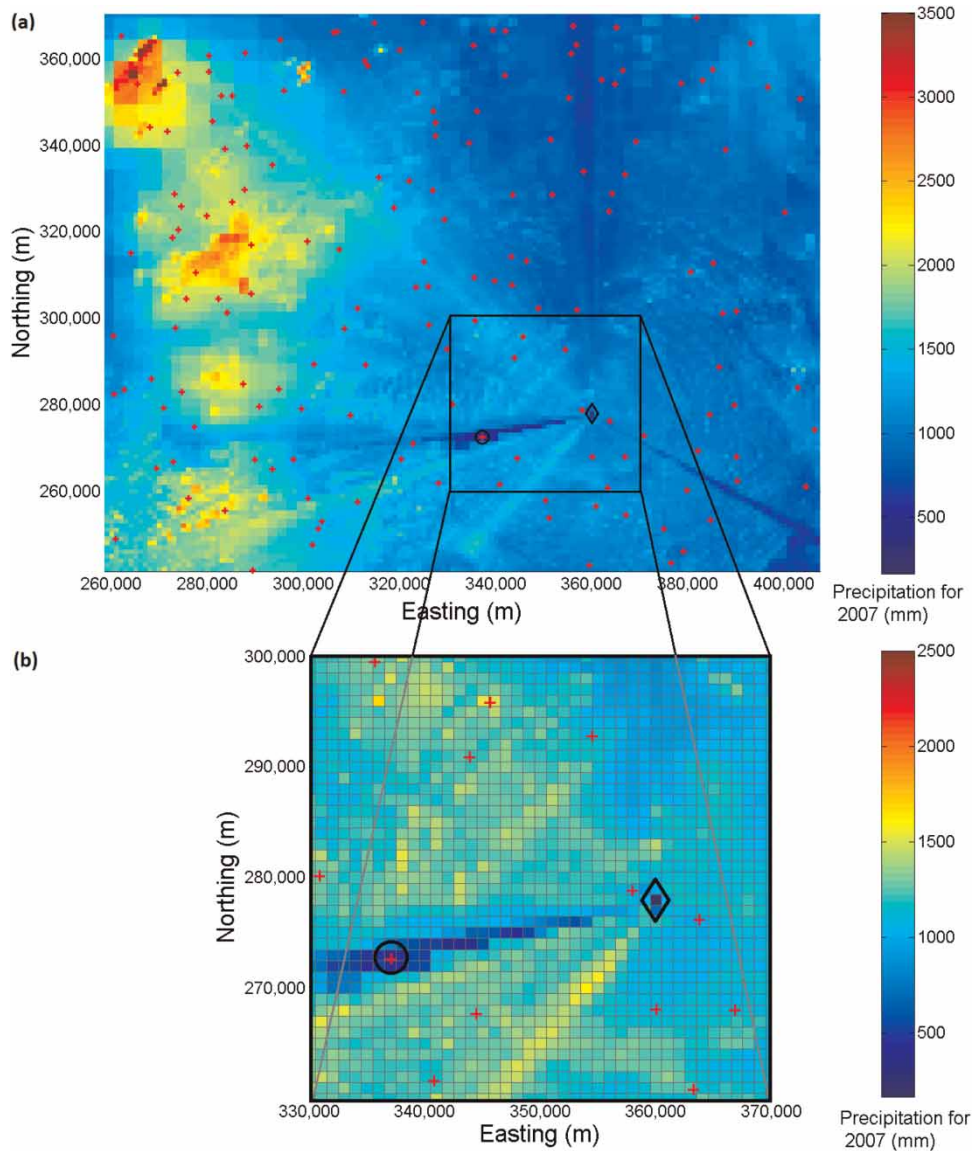 (a)
360,000
340,000
320,000
300,000
280,000
260,000
Northing (m)
260,000 280,000 300,000 320,000 340,000 360,000 380,000 400,000
Easting (m)
3500
3000
2500
2000
1500
1000
500
Precipitation for
2007 (mm)
(b)
300,000
290,000
280,000
270,000
Northing (m)
330,000 340,000 350,000 360,000 370,000
Easting (m)
2500
2000
1500
1000
500
Precipitation for
2007 (mm)